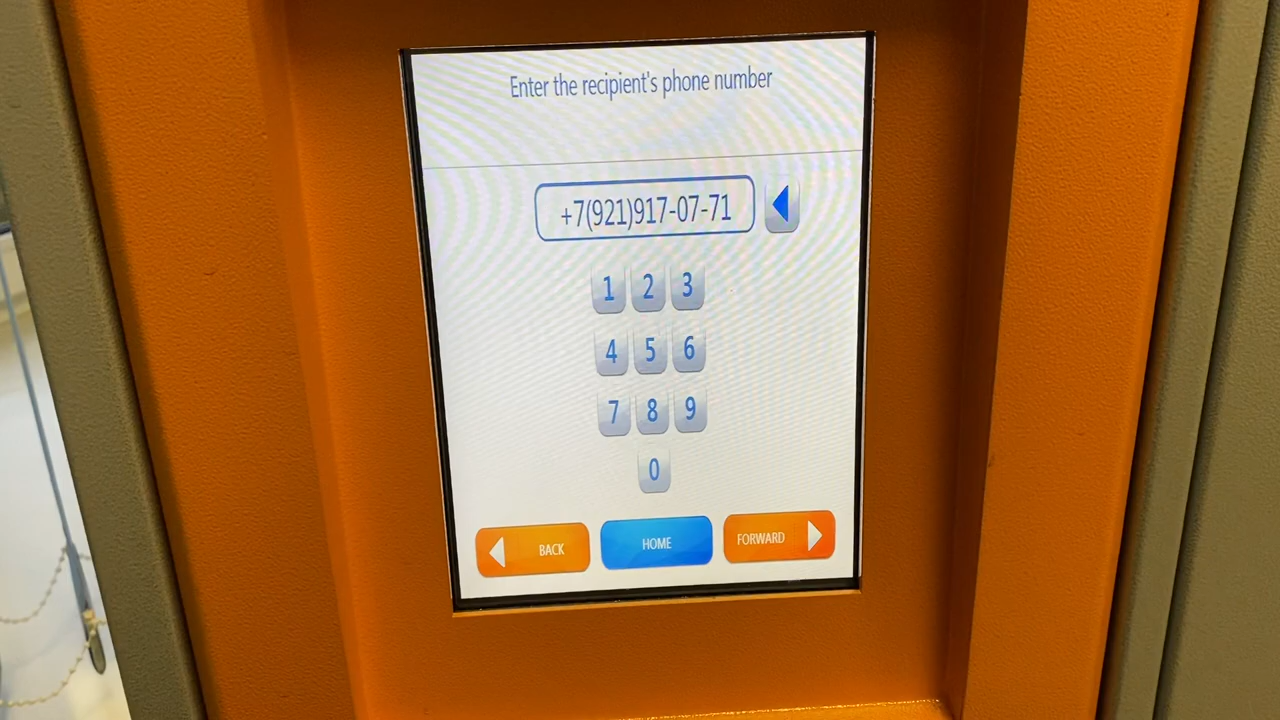 Enter the recipient's phone number
+7(921)917-07-71
1 2 3
4 5 6
7 8 9
0
BACK HOME FORWARD